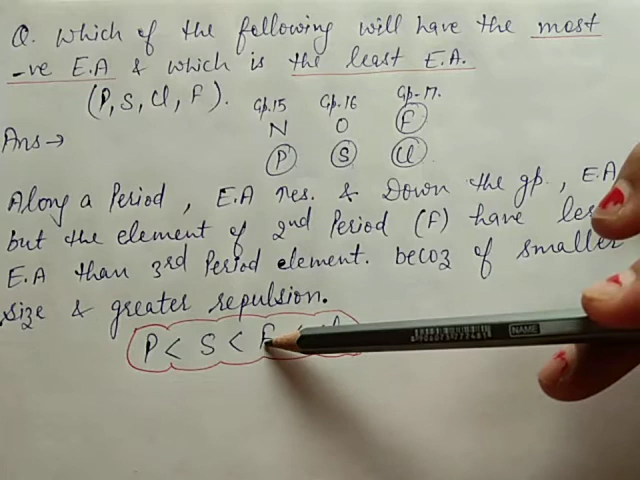 Q. Which of the following will have the most
-ve E.A & which is the least E.A.
(P, S, Cl, F).
Gp.15 Gp.16 Gp-17.
Ans→ N O F
P S Cl
Along a Period, E.A ↑es. & Down the gp., E.A
but the element of 2nd Period (F) have les
E.A than 3rd Period element. becoz of smaller
size & greater repulsion.
P < S < F
NAME